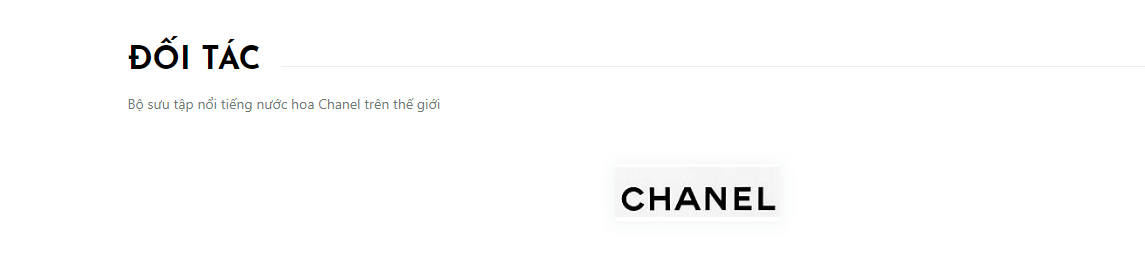 ĐỐI TÁC
Bộ sưu tập nổi tiếng nước hoa Chanel trên thế giới
CHANEL